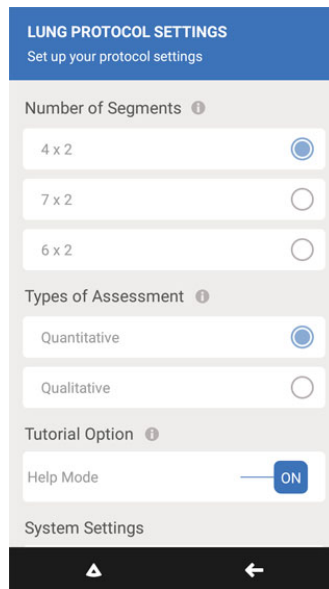 LUNG PROTOCOL SETTINGS
Set up your protocol settings
Number of Segments
4 x 2
7 x 2
6 x 2
Types of Assessment
Quantitative
Qualitative
Tutorial Option
Help Mode
ON
System Settings